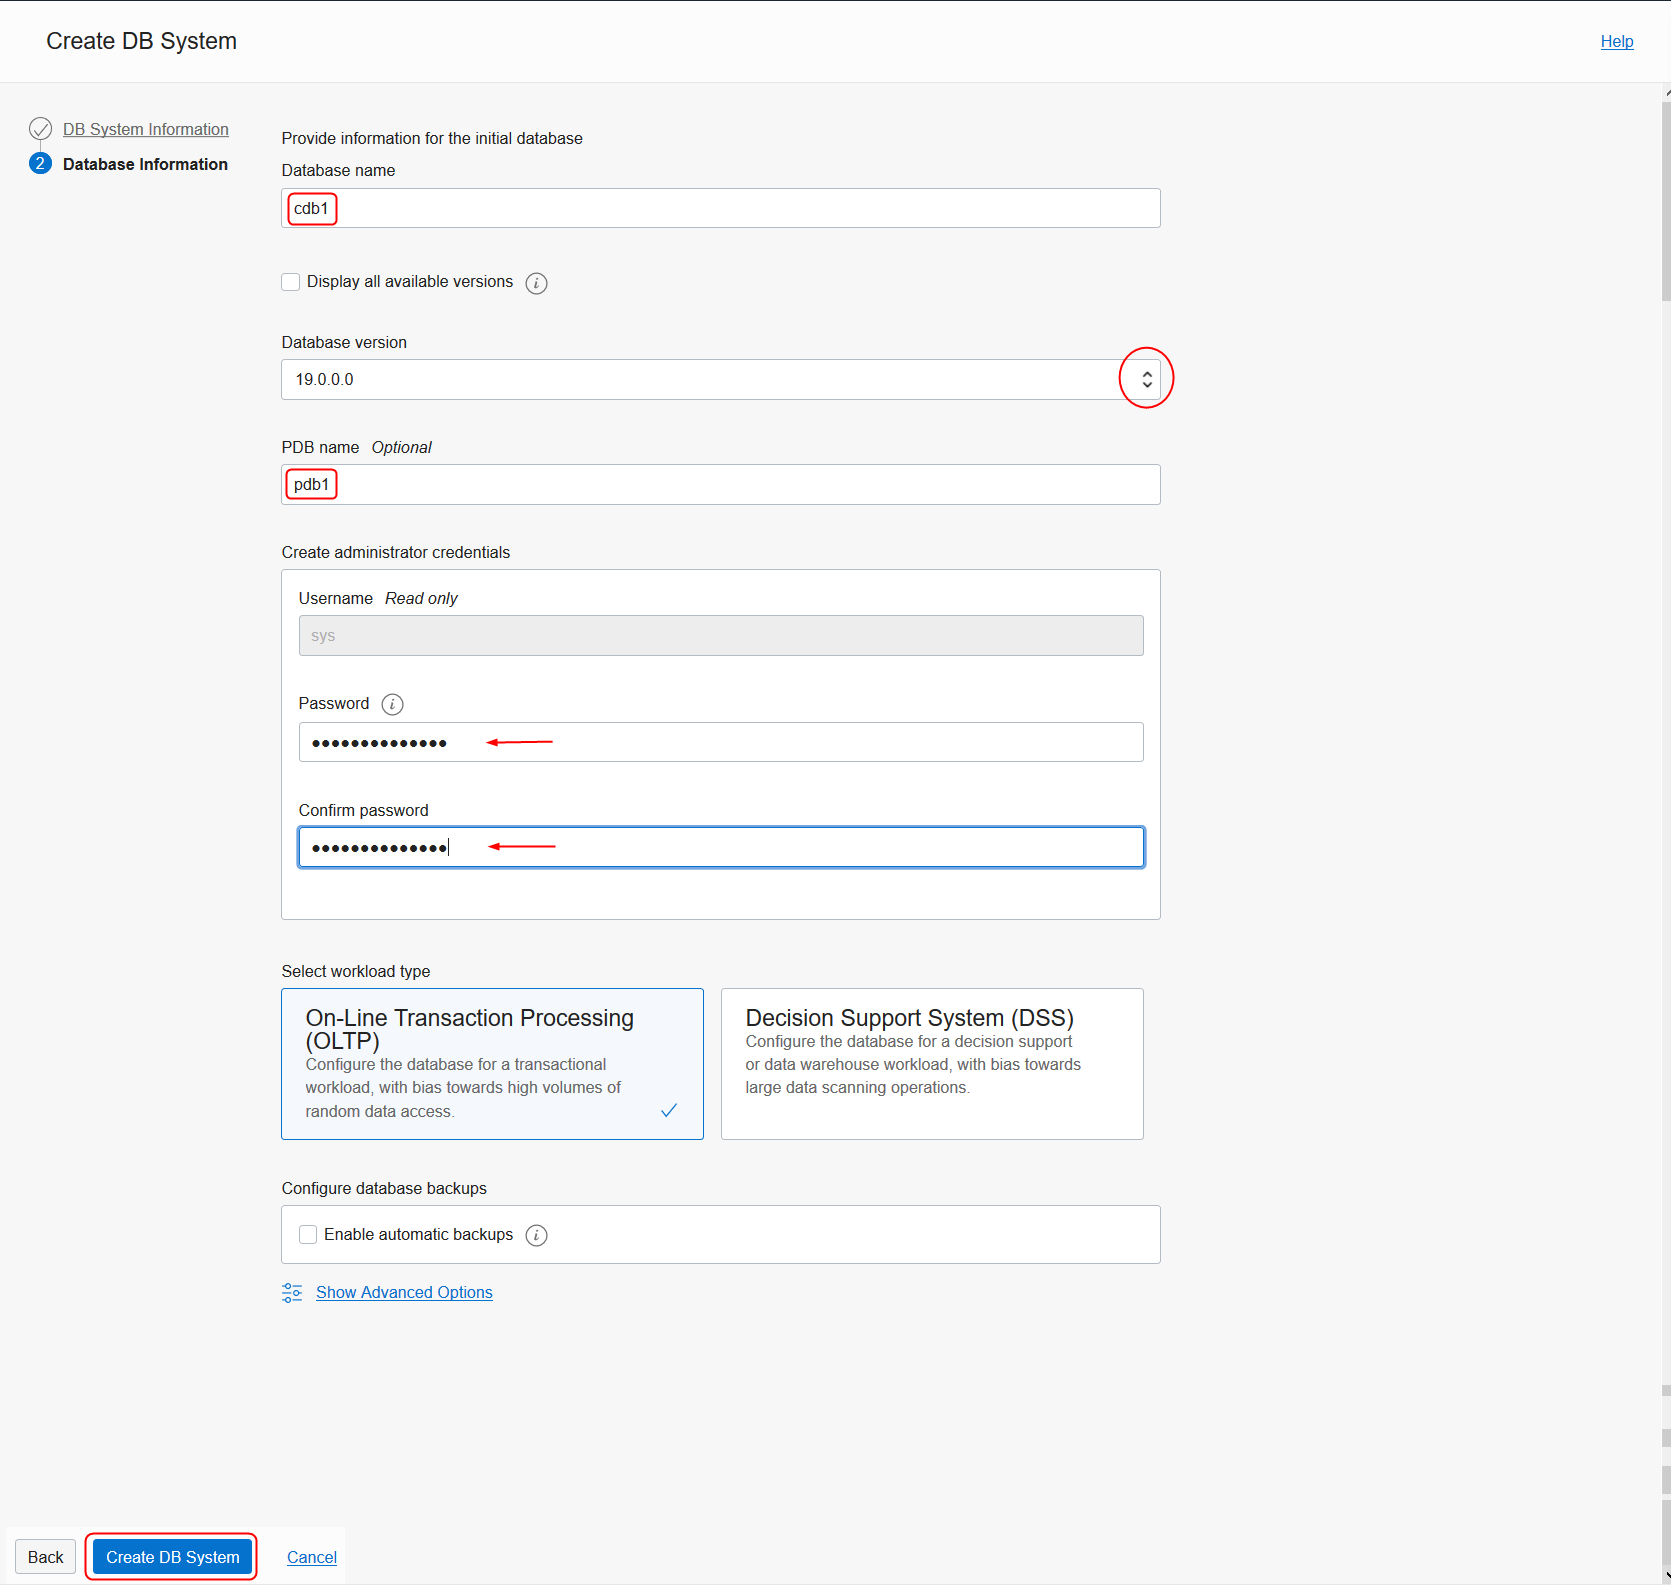 Create DB System
Help
DB System Information
2 Database Information
Provide information for the initial database
Database name
cdb1
Display all available versions i
Database version
19.0.0.0
PDB name Optional
pdb1
Create administrator credentials
Username Read only
sys
Password i
●●●●●●●●●●●●●●
Confirm password
●●●●●●●●●●●●●●
Select workload type
On-Line Transaction Processing
(OLTP)
Configure the database for a transactional
workload, with bias towards high volumes of
random data access.
Decision Support System (DSS)
Configure the database for a decision support
or data warehouse workload, with bias towards
large data scanning operations.
Configure database backups
Enable automatic backups i
Show Advanced Options
Back
Create DB System
Cancel